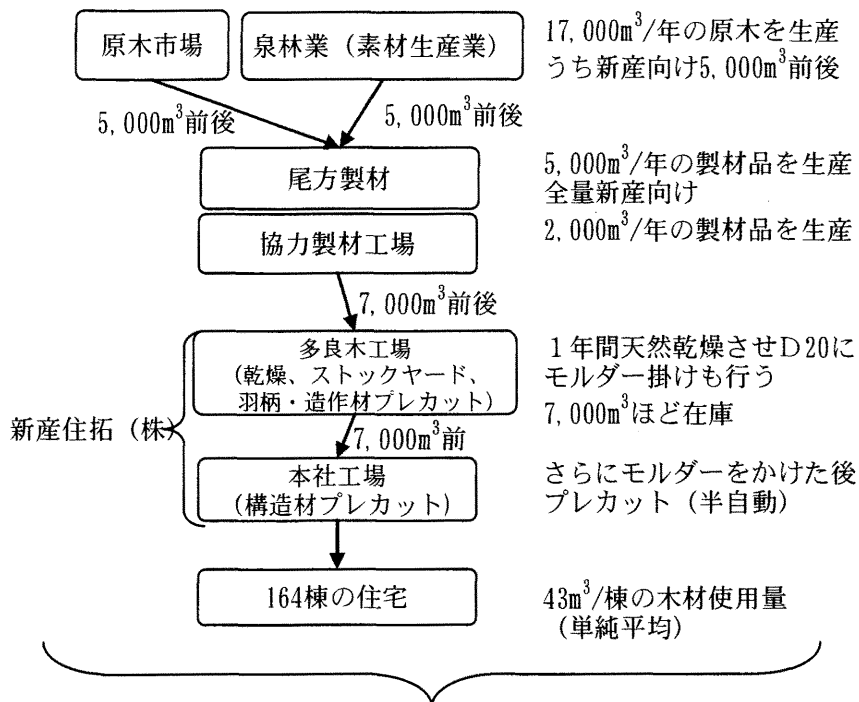 原木市場
泉林業（素材生産業）
17,000m³/年の原木を生産
うち新産向け5,000m³前後
5,000m³前後
5,000m³前後
尾方製材
5,000m³/年の製材品を生産
全量新産向け
協力製材工場
2,000m³/年の製材品を生産
7,000m³前後
多良木工場
（乾燥、ストックヤード、
羽柄・造作材プレカット）
１年間天然乾燥させＤ20に
モルダー掛けも行う
7,000m³ほど在庫
新産住拓（株）
7,000m³前
本社工場
（構造材プレカット）
さらにモルダーをかけた後
プレカット（半自動）
164棟の住宅
43m³/棟の木材使用量
（単純平均）